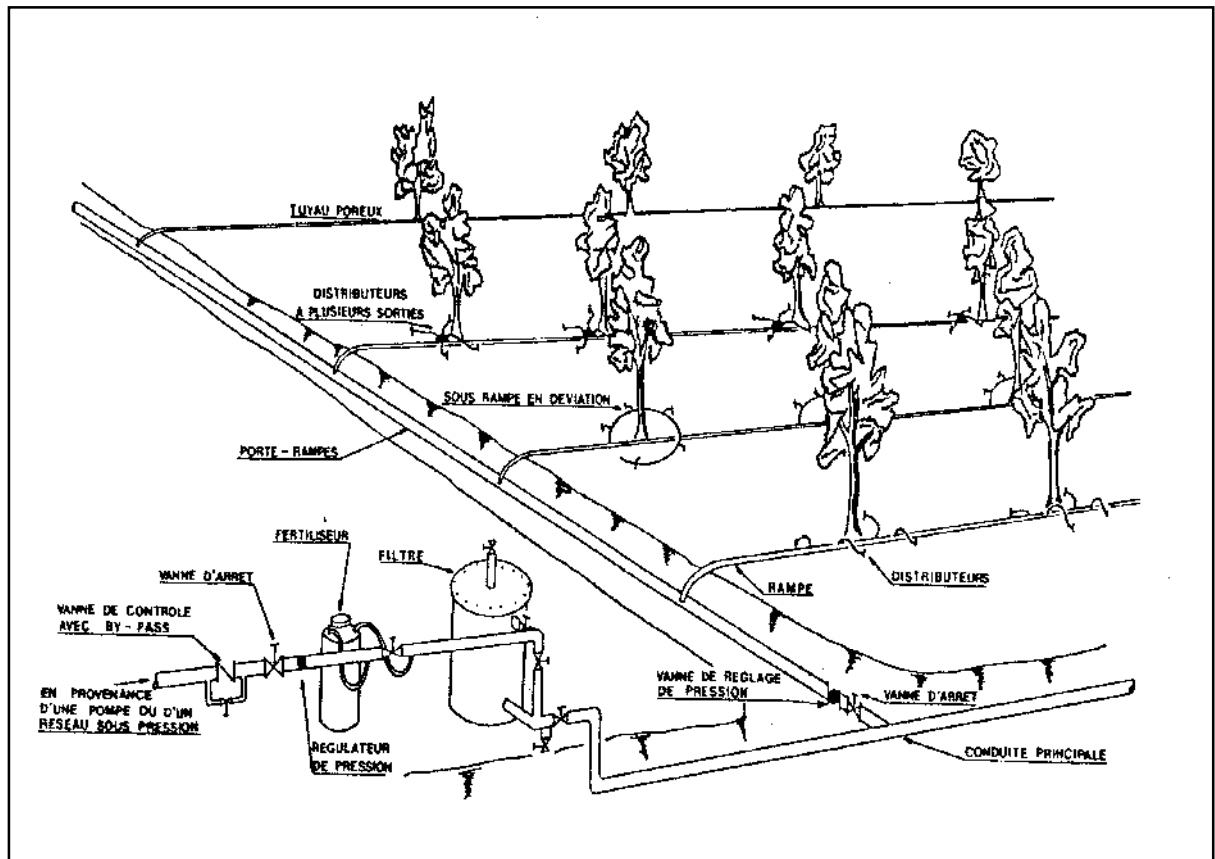 TUYAU POREUX
DISTRIBUTEURS
A PLUSIEURS SORTIES
SOUS RAMPE EN DEVIATION
PORTE-RAMPES
FERTILISEUR
FILTRE
VANNE D'ARRET
VANNE DE CONTROLE
AVEC BY-PASS
RAMPE
DISTRIBUTEURS
EN PROVENANCE
D'UNE POMPE OU D'UN
RESEAU SOUS PRESSION
REGULATEUR
DE PRESSION
VANNE DE REGLAGE
DE PRESSION
VANNE D'ARRET
CONDUITE PRINCIPALE